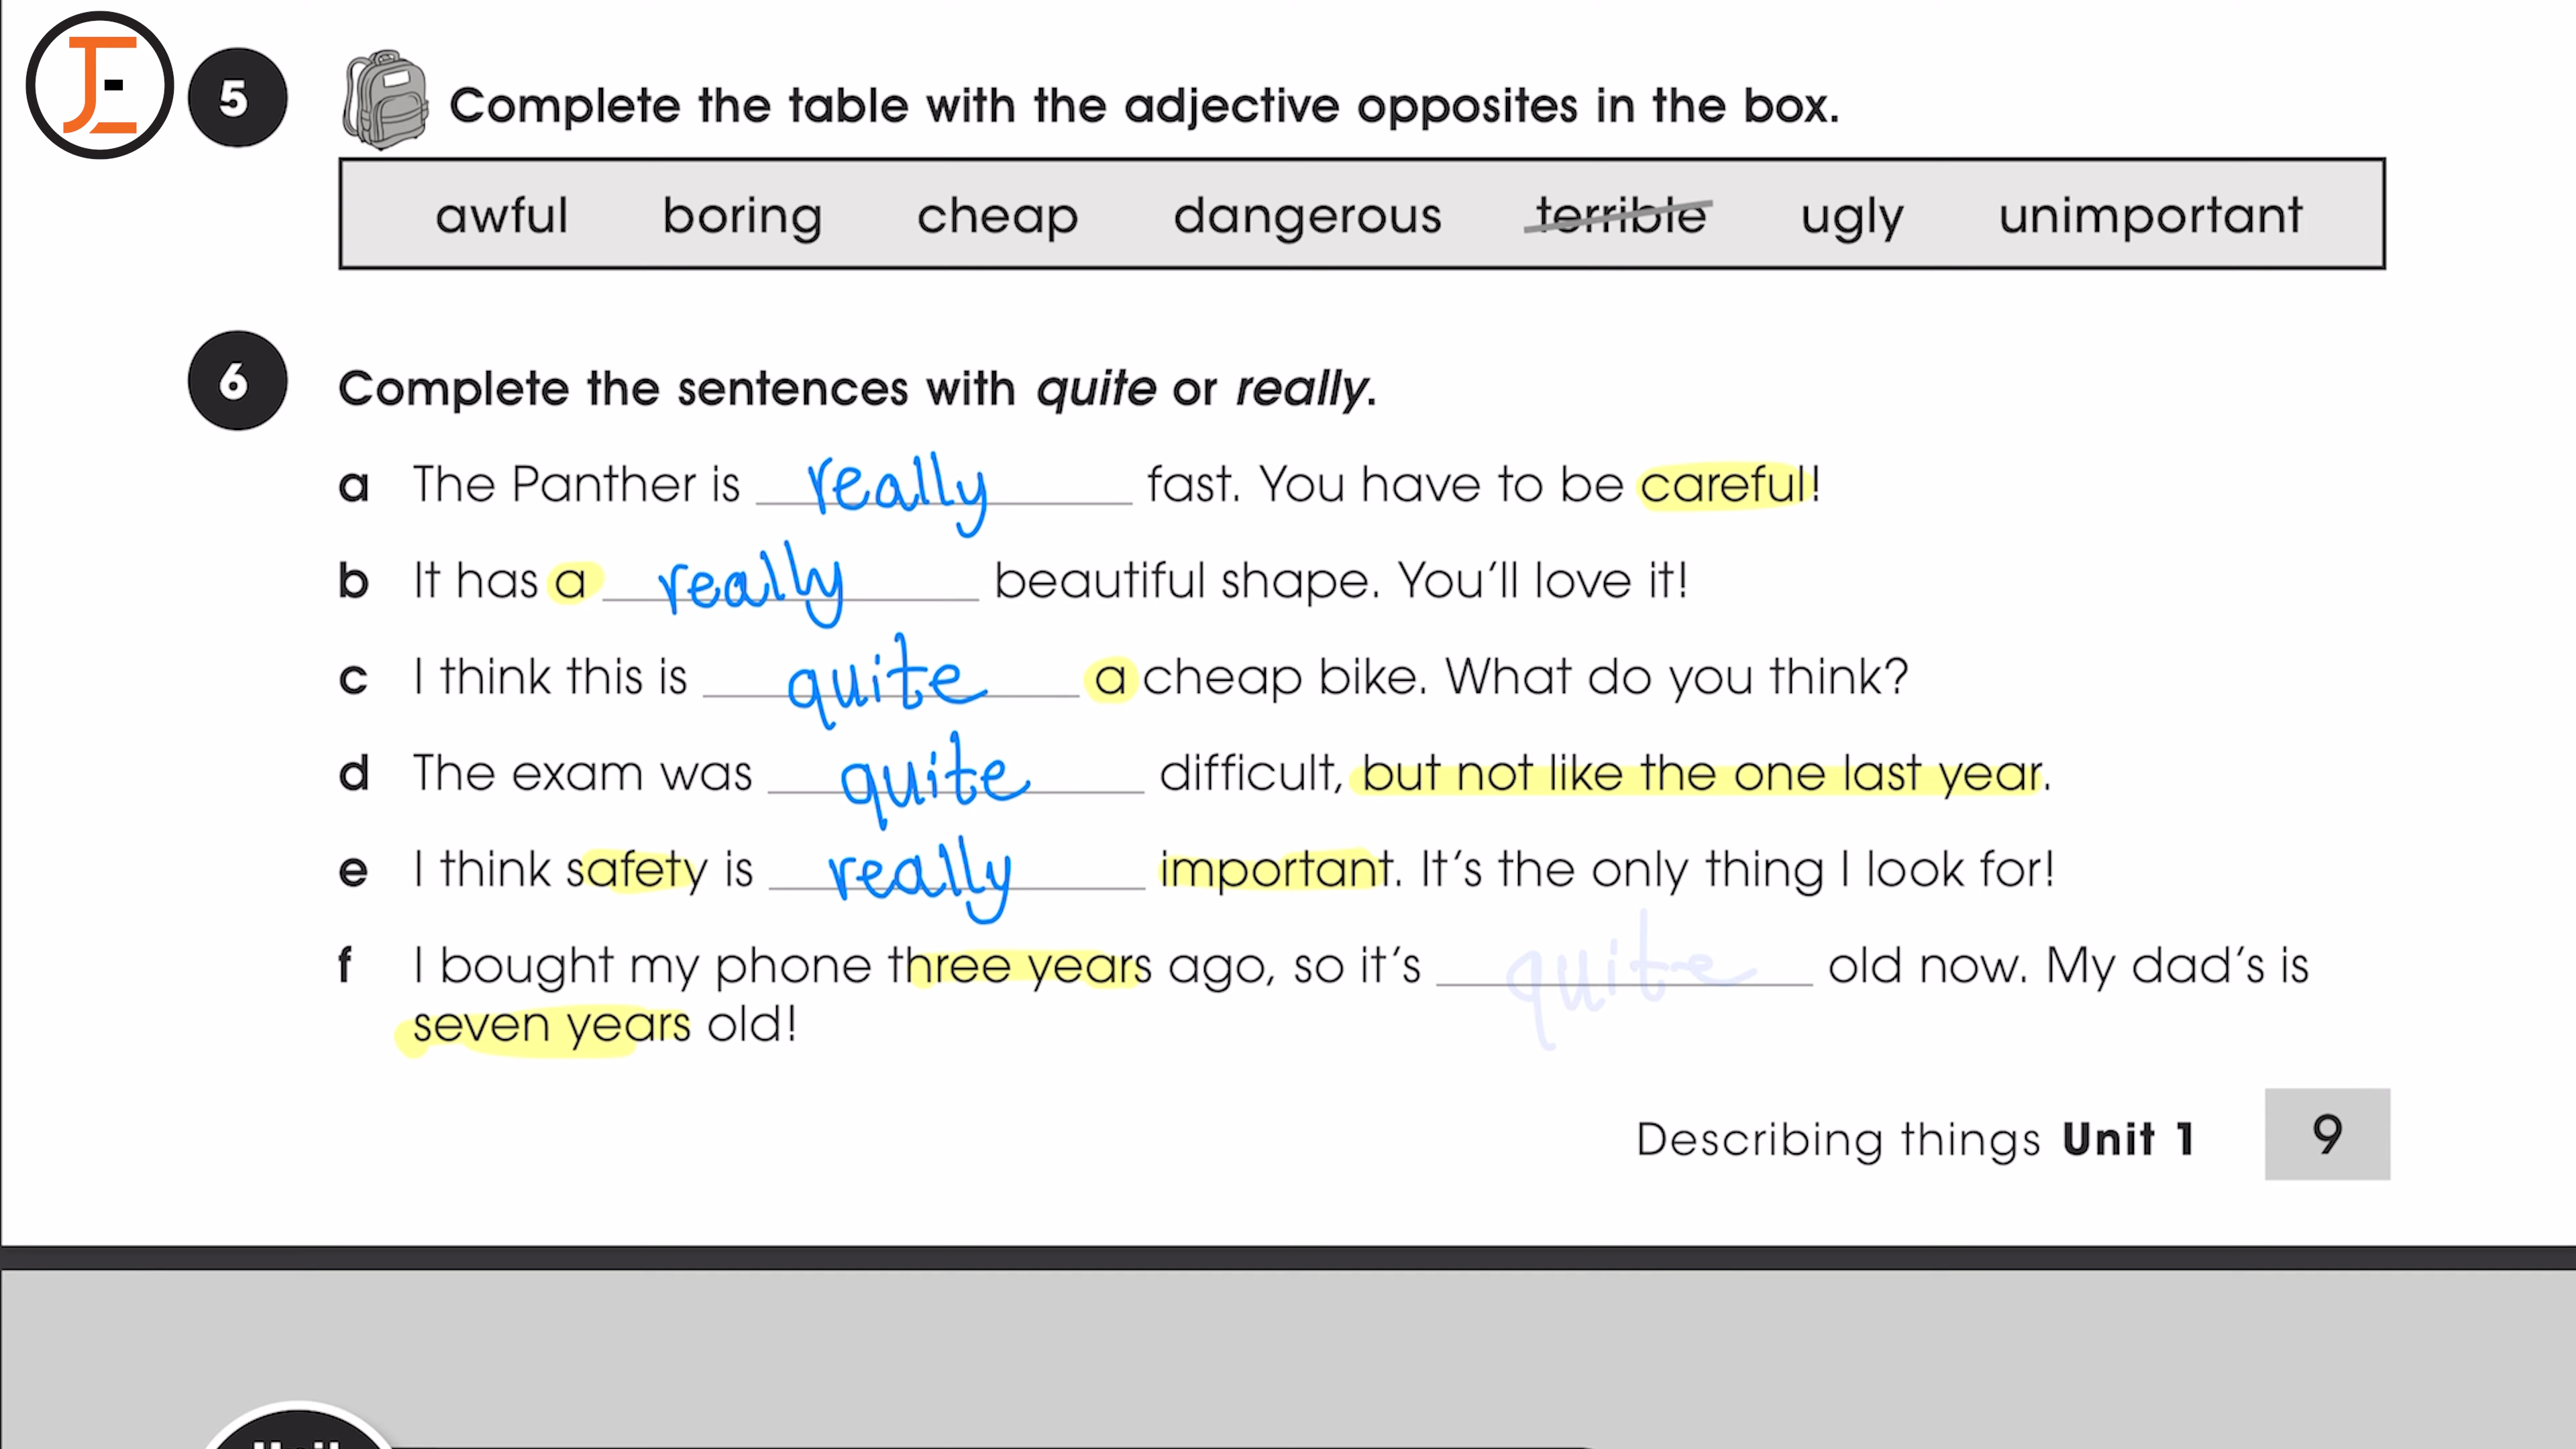 JE
5 Complete the table with the adjective opposites in the box.
awful boring cheap dangerous terrible ugly unimportant
6 Complete the sentences with quite or really.
a The Panther is really fast. You have to be careful!
b It has a really beautiful shape. You'll love it!
c I think this is quite a cheap bike. What do you think?
d The exam was quite difficult, but not like the one last year.
e I think safety is really important. It's the only thing I look for!
f I bought my phone three years ago, so it's quite old now. My dad's is
seven years old!
Describing things Unit 1 9